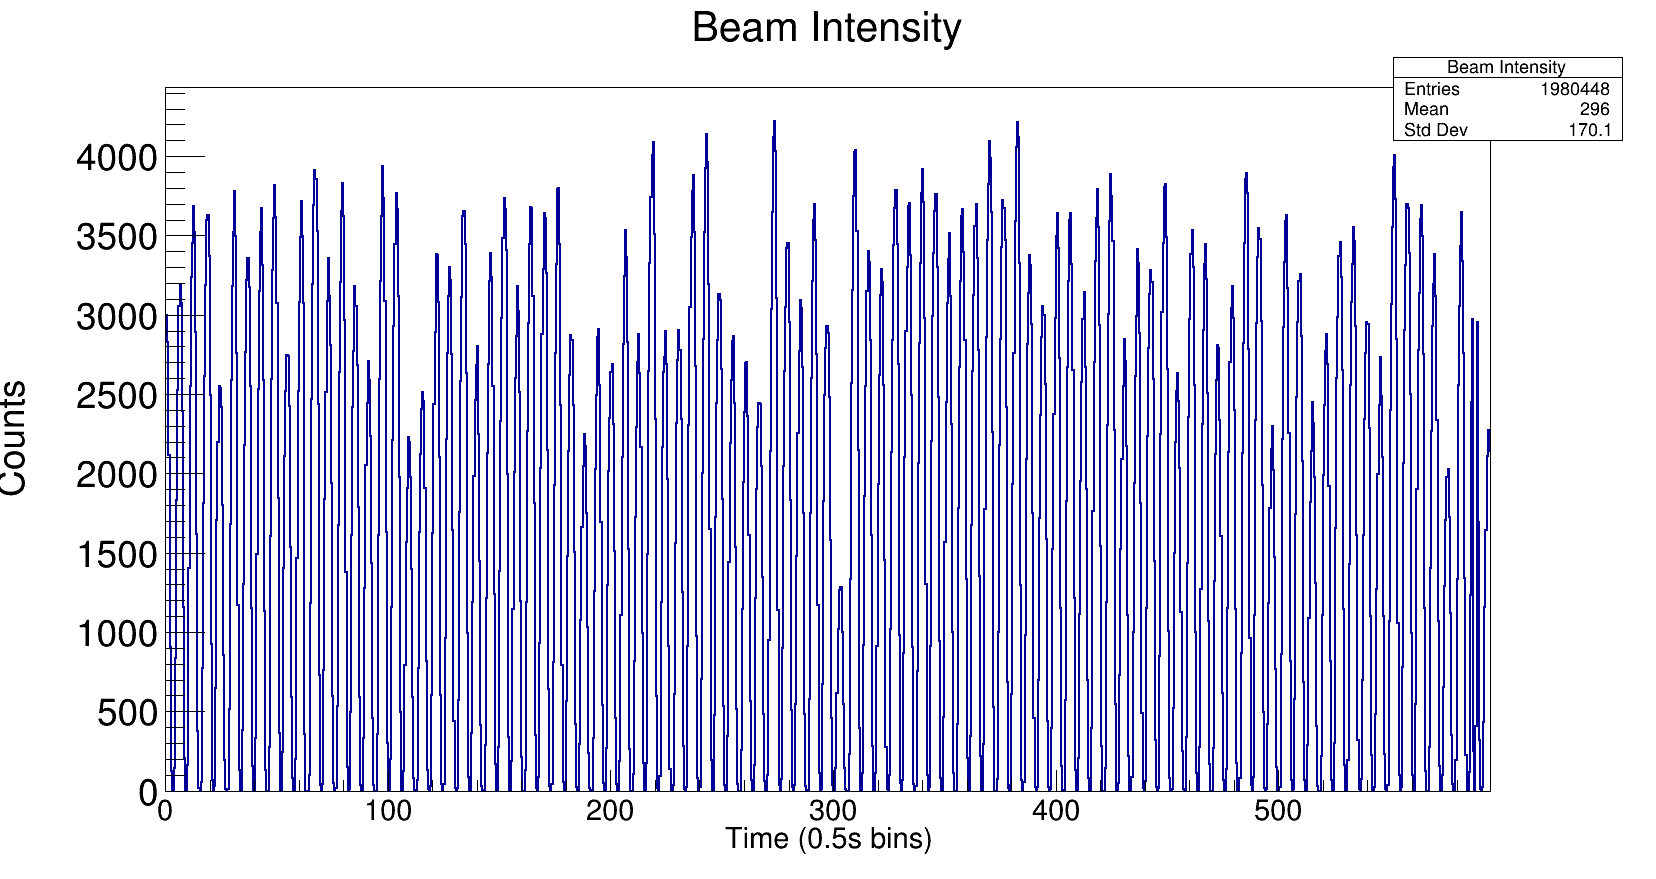 Beam Intensity
Beam Intensity
Entries 1980448
Mean 296
Std Dev 170.1
4000
3500
3000
2500
2000
1500
1000
500
0
Counts
0 100 200 300 400 500
Time (0.5s bins)